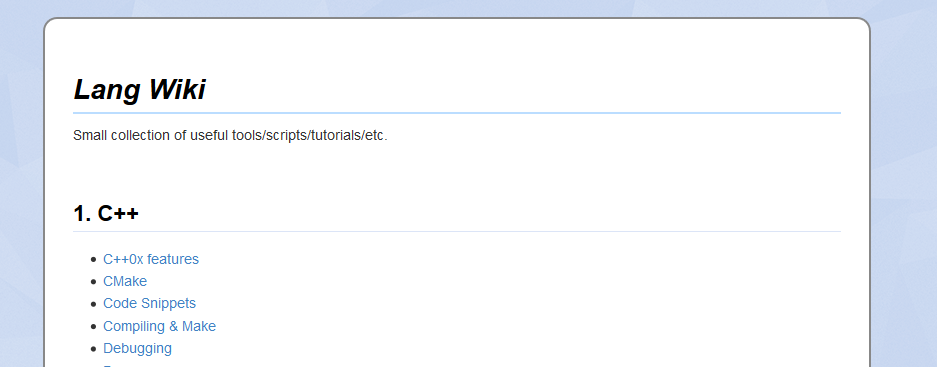 Lang Wiki
Small collection of useful tools/scripts/tutorials/etc.
1. C++
C++0x features
CMake
Code Snippets
Compiling & Make
Debugging